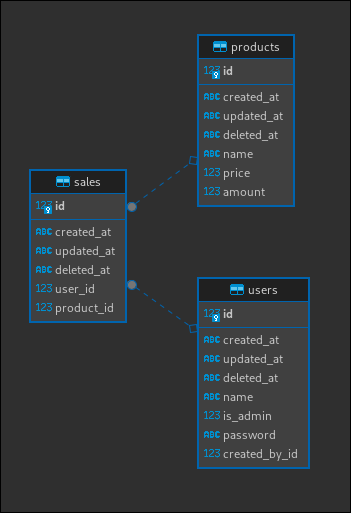 products
123 id
ABC created_at
ABC updated_at
ABC deleted_at
ABC name
123 price
123 amount
sales
123 id
ABC created_at
ABC updated_at
ABC deleted_at
123 user_id
123 product_id
users
123 id
ABC created_at
ABC updated_at
ABC deleted_at
ABC name
123 is_admin
ABC password
123 created_by_id